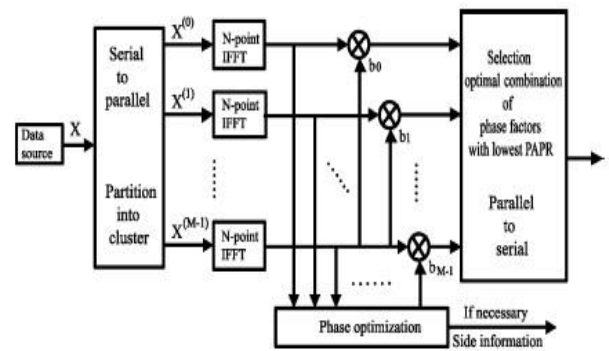 Data
source
X
Serial
to
parallel
Partition
into
cluster
X(0)
X(1)
X(M-1)
N-point
IFFT
N-point
IFFT
N-point
IFFT
b0
b1
bM-1
Selection
optimal combination
of
phase factors
with lowest PAPR
Parallel
to
serial
Phase optimization
If necessary
Side information